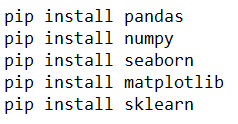 pip install pandas
pip install numpy
pip install seaborn
pip install matplotlib
pip install sklearn